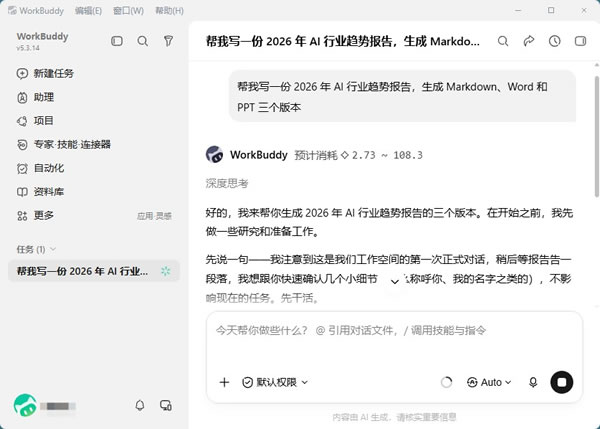 WorkBuddy 编辑(E) 窗口(W) 帮助(H)
WorkBuddy
v5.3.14
新建任务
助理
项目
专家·技能·连接器
自动化
资料库
更多 应用·灵感
任务 (1)
帮我写一份 2026 年 AI 行业...
帮我写一份 2026 年 AI 行业趋势报告，生成 Markdo...
帮我写一份 2026 年 AI 行业趋势报告，生成 Markdown、Word 和
PPT 三个版本
WorkBuddy 预计消耗 2.73 ~ 108.3
深度思考
好的，我来帮你生成 2026 年 AI 行业趋势报告的三个版本。在开始之前，我先
做一些研究和准备工作。
先说一句——我注意到这是我们工作空间的第一次正式对话，稍后等报告告一
段落，我想跟你快速确认几个小细节 么称呼你、我的名字之类的），不影
响现在的任务。先干活。
今天帮你做些什么？ @ 引用对话文件，/ 调用技能与指令
默认权限
Auto
内容由 AI 生成，请核实重要信息